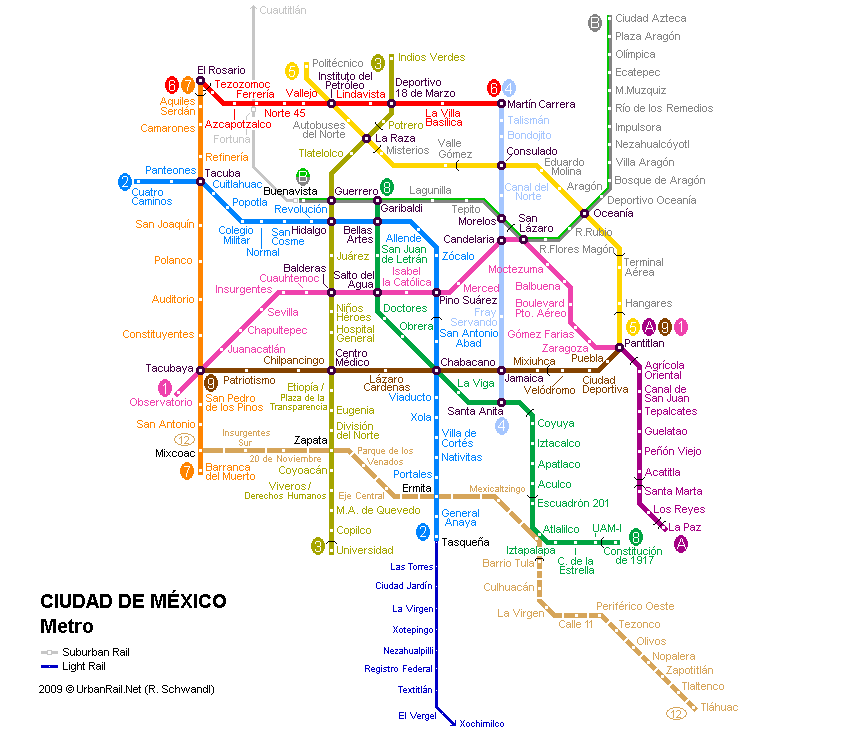 Cuautitlán
B
Ciudad Azteca
Plaza Aragón
Olímpica
Ecatepec
M.Muzquiz
Río de los Remedios
Impulsora
Nezahualcóyotl
Villa Aragón
Bosque de Aragón
Deportivo Oceanía
El Rosario
6
7
Tezozomoc
Ferrería
Vallejo
Azcapotzalco
Norte 45
Fortuna
5
Politécnico
Instituto del
Petróleo
Lindavista
3
Indios Verdes
Deportivo
18 de Marzo
La Villa
Basílica
6
4
Martín Carrera
Talismán
Bondojito
Aquiles
Serdán
Camarones
Refinería
Autobuses
del Norte
Potrero
La Raza
Misterios
Tlatelolco
Valle
Gómez
Consulado
Eduardo
Molina
Aragón
Canal del
Norte
Oceanía
R.Rubio
R.Flores Magón
Panteones
Tacuba
2
Cuatro
Caminos
Cuitlahuac
Popotla
Colegio
Militar
Normal
San
Cosme
Revolución
Hidalgo
B
Buenavista
Guerrero
8
Garibaldi
Lagunilla
Tepito
Morelos
San
Lázaro
Candelaria
Bellas
Artes
Allende
Zócalo
San Juan
de Letrán
Isabel
la Católica
Merced
Moctezuma
Balbuena
Boulevard
Pto. Aéreo
Gómez Farias
Zaragoza
Terminal
Aérea
Hangares
5
A
9
1
Pantitlan
San Joaquín
Polanco
Auditorio
Constituyentes
Juárez
Balderas
Cuauhtemoc
Insurgentes
Sevilla
Chapultepec
Juanacatlán
Salto del
Agua
Pino Suárez
Niños
Héroes
Hospital
General
Doctores
Obrera
San Antonio
Abad
Fray
Servando
Tacubaya
1
Observatorio
9
Patriotismo
Chilpancingo
Centro
Médico
Lázaro
Cárdenas
Chabacano
Jamaica
Mixiuhca
Velódromo
Puebla
Ciudad
Deportiva
San Pedro
de los Pinos
San Antonio
12
Mixcoac
7
Barranca
del Muerto
Insurgentes
Sur
20 de Noviembre
Zapata
Etiopía /
Plaza de la
Transparencia
Eugenia
División
del Norte
Parque de los
Venados
Coyoacán
Viveros /
Derechos Humanos
Eje Central
M.A. de Quevedo
Copilco
3
Universidad
Viaducto
Xola
Villa de
Cortés
Nativitas
Portales
Ermita
General
Anaya
2
Tasqueña
La Viga
Santa Anita
4
Coyuya
Iztacalco
Apatlaco
Aculco
Escuadrón 201
Mexicaltzingo
Atlalilco
Iztapalapa
C. de la
Estrella
UAM-I
8
Constitución
de 1917
Agrícola
Oriental
Canal de
San Juan
Tepalcates
Guelatao
Peñón Viejo
Acatitla
Santa Marta
Los Reyes
La Paz
A
Barrio Tula
Culhuacán
La Virgen
Calle 11
Periférico Oeste
Tezonco
Olivos
Nopalera
Zapotitlán
Tlaltenco
Tláhuac
12
Las Torres
Ciudad Jardín
La Virgen
Xotepingo
Nezahualpilli
Registro Federal
Textitlán
El Vergel
Xochimilco
CIUDAD DE MÉXICO
Metro
Suburban Rail
Light Rail
2009 © UrbanRail.Net (R. Schwandl)